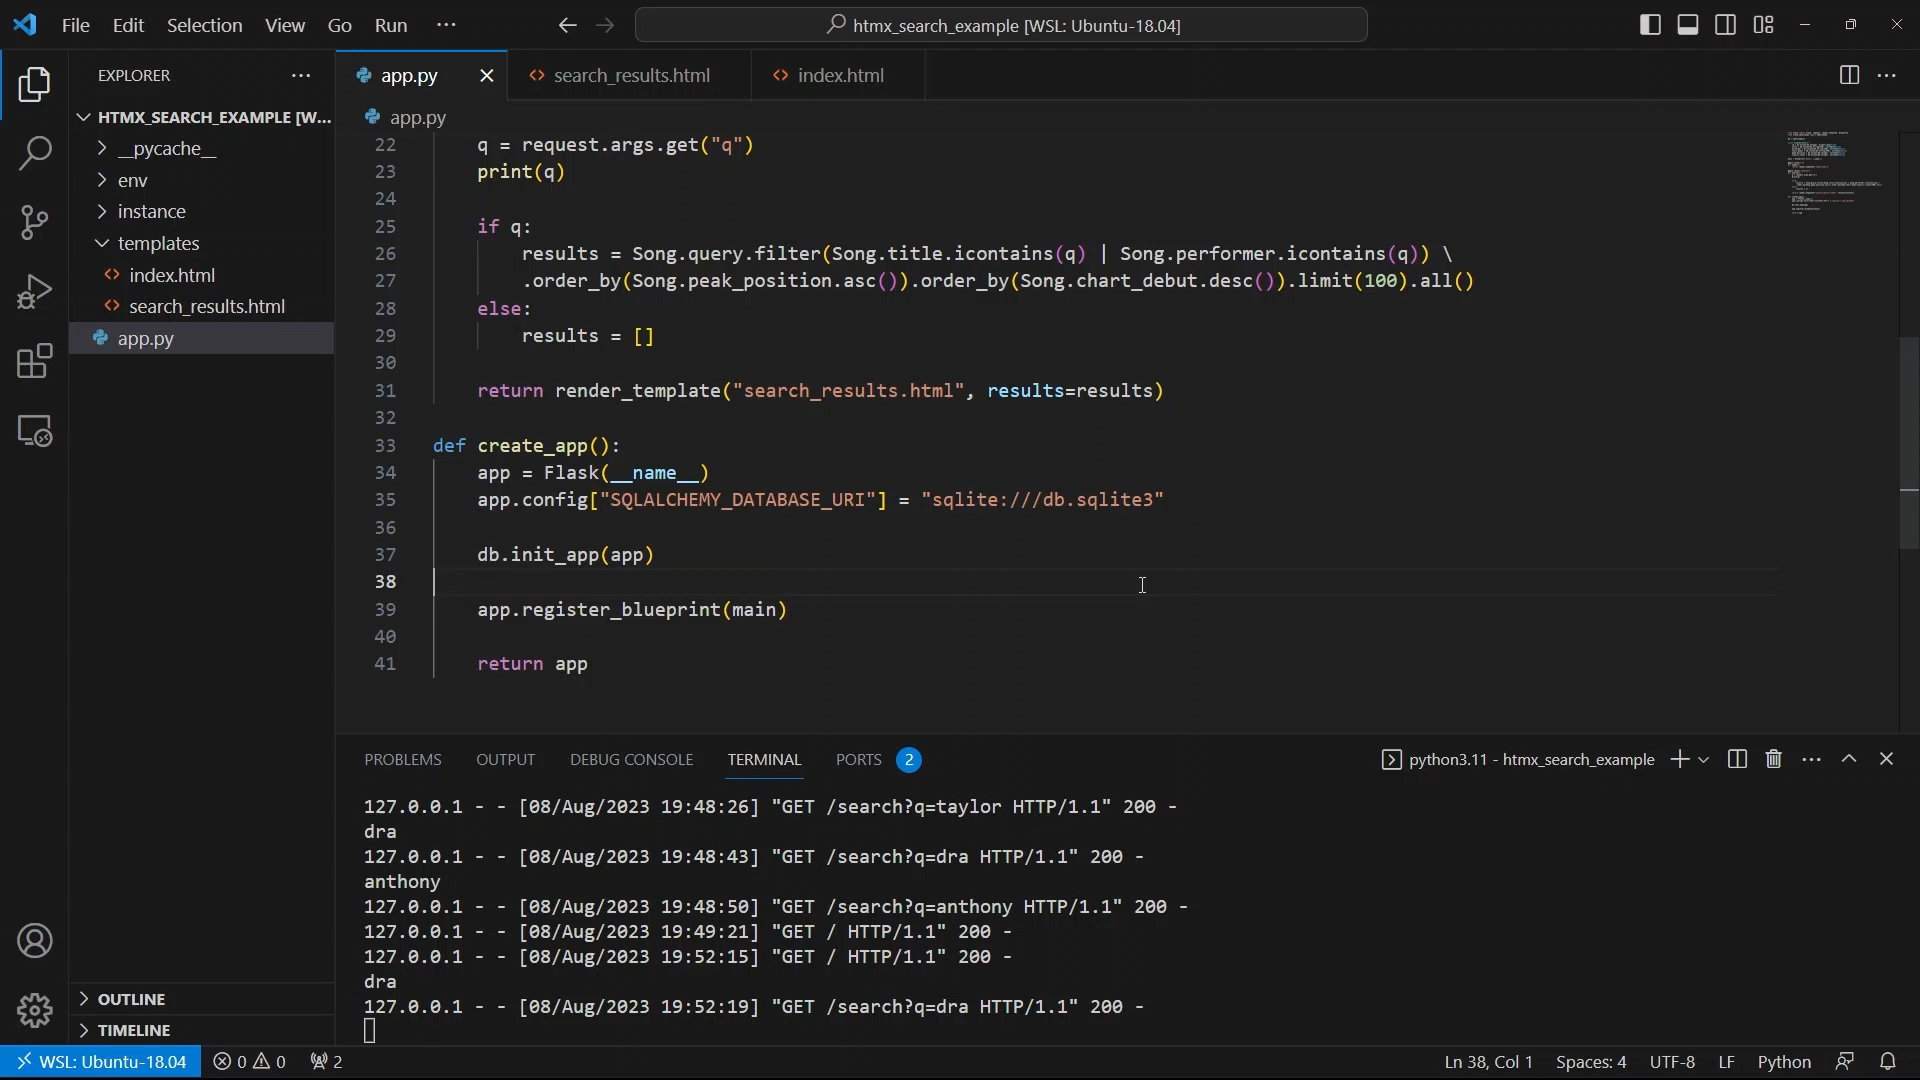 File Edit Selection View Go Run ···
htmx_search_example [WSL: Ubuntu-18.04]
EXPLORER
HTMX_SEARCH_EXAMPLE [W...
__pycache__
env
instance
templates
index.html
search_results.html
app.py
OUTLINE
TIMELINE
app.py
search_results.html
index.html
app.py
22 q = request.args.get("q")
23 print(q)
24
25 if q:
26 results = Song.query.filter(Song.title.icontains(q) | Song.performer.icontains(q)) \
27 .order_by(Song.peak_position.asc()).order_by(Song.chart_debut.desc()).limit(100).all()
28 else:
29 results = []
30
31 return render_template("search_results.html", results=results)
32
33 def create_app():
34 app = Flask(__name__)
35 app.config["SQLALCHEMY_DATABASE_URI"] = "sqlite:///db.sqlite3"
36
37 db.init_app(app)
38
39 app.register_blueprint(main)
40
41 return app
PROBLEMS OUTPUT DEBUG CONSOLE TERMINAL PORTS 2
python3.11 - htmx_search_example
127.0.0.1 - - [08/Aug/2023 19:48:26] "GET /search?q=taylor HTTP/1.1" 200 -
dra
127.0.0.1 - - [08/Aug/2023 19:48:43] "GET /search?q=dra HTTP/1.1" 200 -
anthony
127.0.0.1 - - [08/Aug/2023 19:48:50] "GET /search?q=anthony HTTP/1.1" 200 -
127.0.0.1 - - [08/Aug/2023 19:49:21] "GET / HTTP/1.1" 200 -
127.0.0.1 - - [08/Aug/2023 19:52:15] "GET / HTTP/1.1" 200 -
dra
127.0.0.1 - - [08/Aug/2023 19:52:19] "GET /search?q=dra HTTP/1.1" 200 -
WSL: Ubuntu-18.04 0 0 2 Ln 38, Col 1 Spaces: 4 UTF-8 LF Python